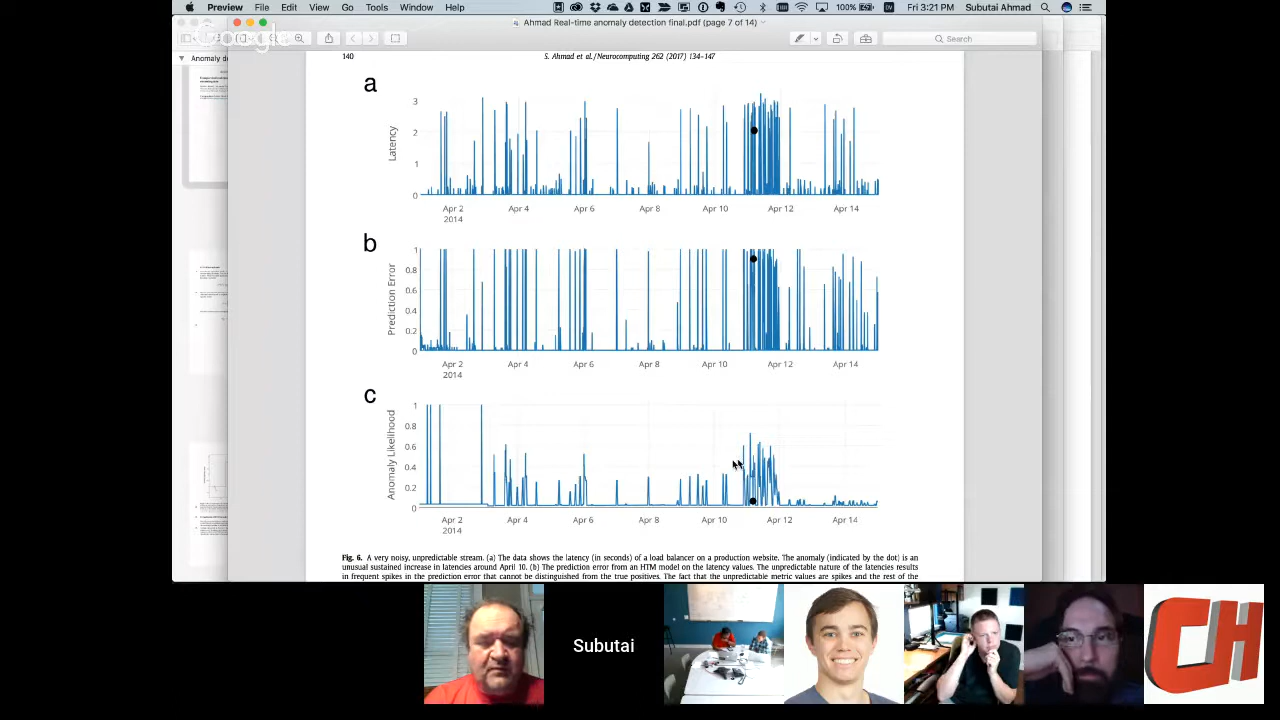 Preview File Edit View Go Tools Window Help 100% Fri 3:21 PM Subutai Ahmad
Ahmad Real-time anomaly detection final.pdf (page 7 of 14)
Google
Search
Anomaly de
140 S. Ahmad et al./Neurocomputing 262 (2017) 134–147
a
3
2
1
0
Latency
Apr 2 Apr 4 Apr 6 Apr 8 Apr 10 Apr 12 Apr 14
2014
b
1
0.8
0.6
0.4
0.2
0
Prediction Error
Apr 2 Apr 4 Apr 6 Apr 8 Apr 10 Apr 12 Apr 14
2014
c
1
0.8
0.6
0.4
0.2
0
Anomaly Likelihood
Apr 2 Apr 4 Apr 6 Apr 8 Apr 10 Apr 12 Apr 14
2014
Fig. 6. A very noisy, unpredictable stream. (a) The data shows the latency (in seconds) of a load balancer on a production website. The anomaly (indicated by the dot) is an
unusual sustained increase in latencies around April 10. (b) The prediction error from an HTM model on the latency values. The unpredictable nature of the latencies results
in frequent spikes in the prediction error that cannot be distinguished from the true positives. The fact that the unpredictable metric values are spikes and the rest of the
Subutai
CH